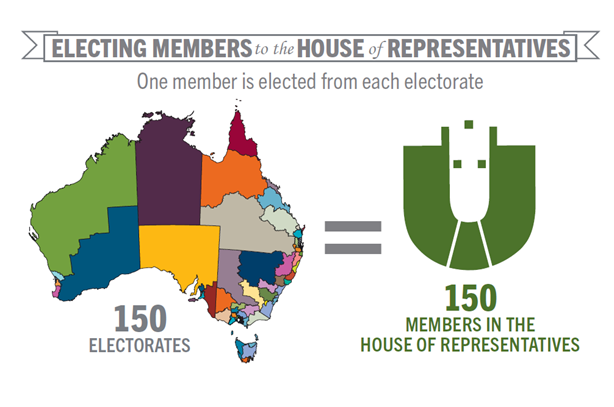 ELECTING MEMBERS to the HOUSE of REPRESENTATIVES
One member is elected from each electorate
150
ELECTORATES
150
MEMBERS IN THE
HOUSE OF REPRESENTATIVES